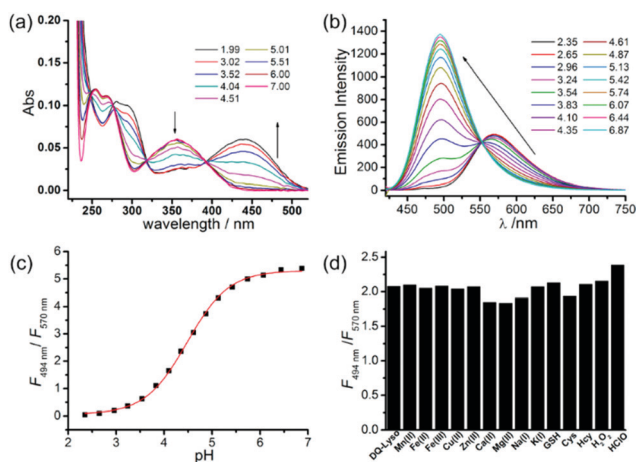 (a)
0.20
0.15
0.10
0.05
0.00
Abs
1.99 5.01
3.02 5.51
3.52 6.00
4.04 7.00
4.51
250 300 350 400 450 500
wavelength / nm
(b)
1400
1200
1000
800
600
400
200
0
Emission Intensity
2.35 4.61
2.65 4.87
2.96 5.13
3.24 5.42
3.54 5.74
3.83 6.07
4.10 6.44
4.35 6.87
450 500 550 600 650 700 750
λ /nm
(c)
6
5
4
3
2
1
0
F494 nm/ F570 nm
2 3 4 5 6 7
pH
(d)
2.5
2.0
1.5
1.0
0.5
0.0
F494 nm/F570 nm
DQ-Lyso
Mn(II)
Fe(II)
Fe(III)
Cu(II)
Zn(II)
Ca(II)
Mg(II)
Na(I)
K(I)
GSH
Cys
Hcy
H2O2
HClO